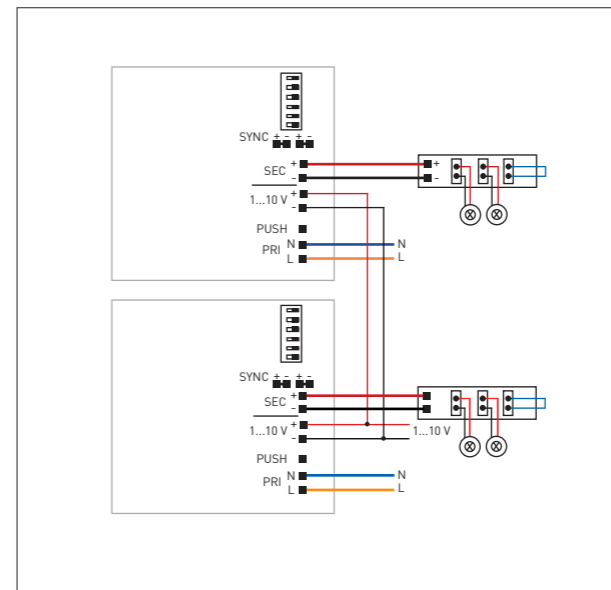 SYNC + - + -
SEC + + 
- -
1...10 V +
-
PUSH
PRI N N
L L
SYNC + - + -
SEC +
-
1...10 V + 1...10 V
-
PUSH
PRI N N
L L